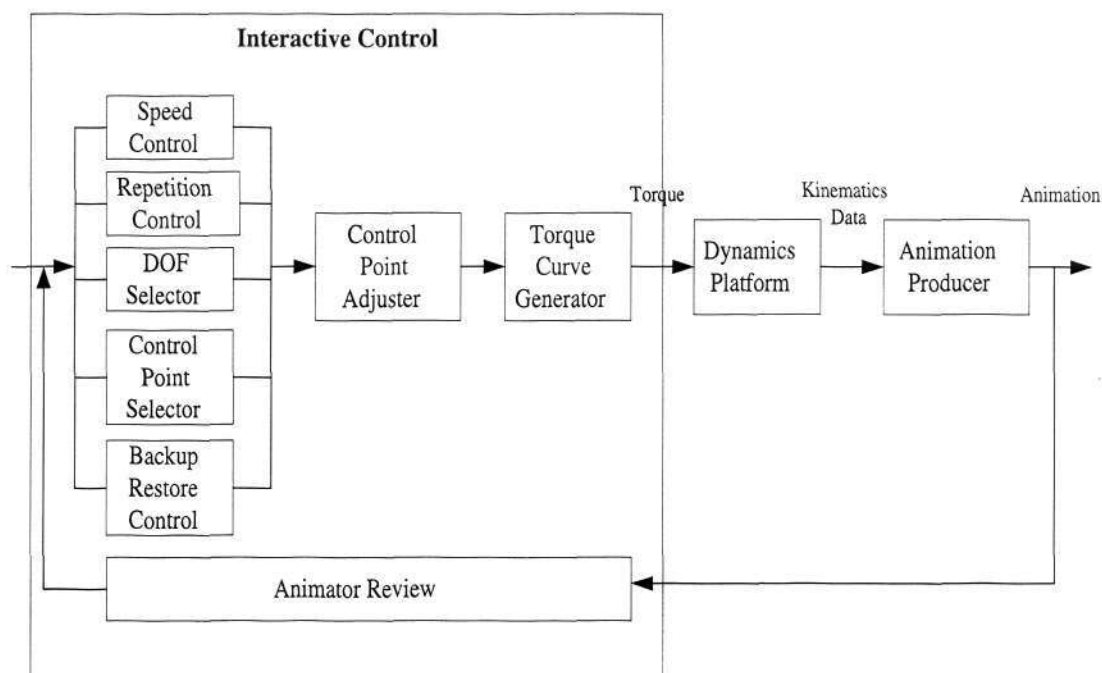 Interactive Control
Speed
Control
Repetition
Control
DOF
Selector
Control
Point
Selector
Backup
Restore
Control
Control
Point
Adjuster
Torque
Curve
Generator
Torque
Dynamics
Platform
Kinematics
Data
Animation
Producer
Animation
Animator Review